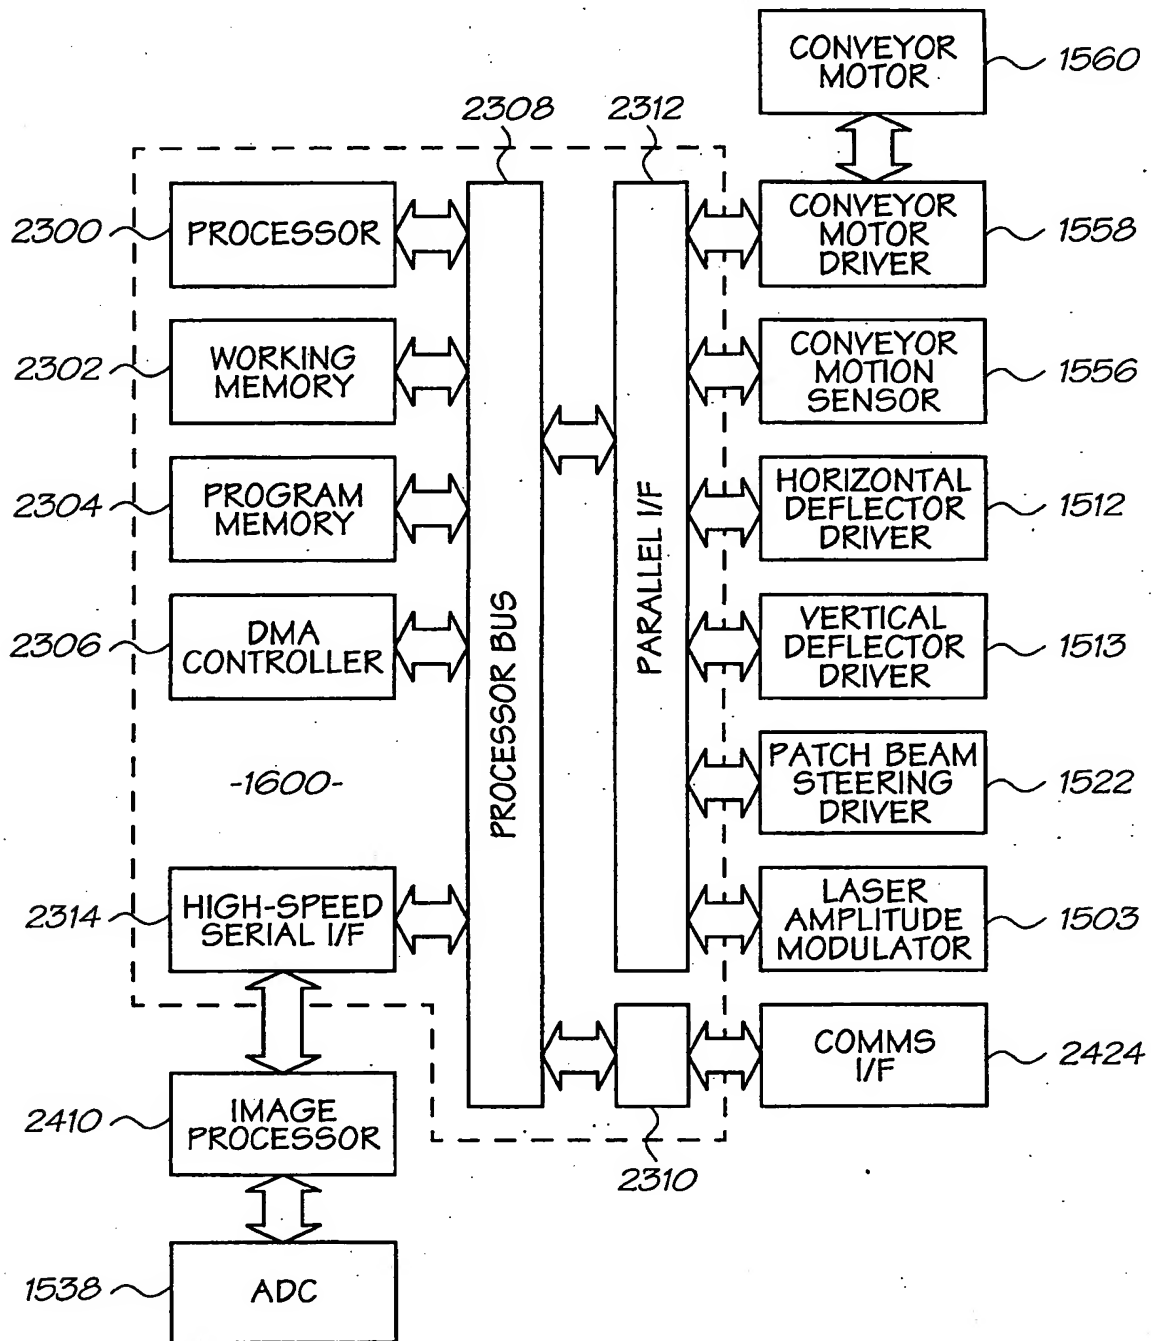 CONVEYOR
MOTOR
1560
2308
2312
2300
PROCESSOR
CONVEYOR
MOTOR
DRIVER
1558
2302
WORKING
MEMORY
CONVEYOR
MOTION
SENSOR
1556
2304
PROGRAM
MEMORY
HORIZONTAL
DEFLECTOR
DRIVER
1512
PROCESSOR BUS
PARALLEL I/F
2306
DMA
CONTROLLER
VERTICAL
DEFLECTOR
DRIVER
1513
-1600-
PATCH BEAM
STEERING
DRIVER
1522
2314
HIGH-SPEED
SERIAL I/F
LASER
AMPLITUDE
MODULATOR
1503
COMMS
I/F
2424
2410
IMAGE
PROCESSOR
2310
1538
ADC